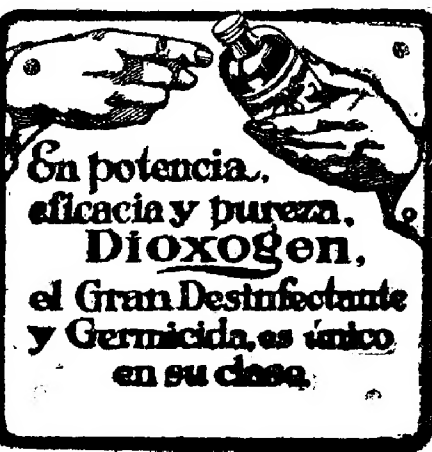 En potencia,
eficacia y pureza,
Dioxogen,
el Gran Desinfectante
y Germicida, es único
en su clase.